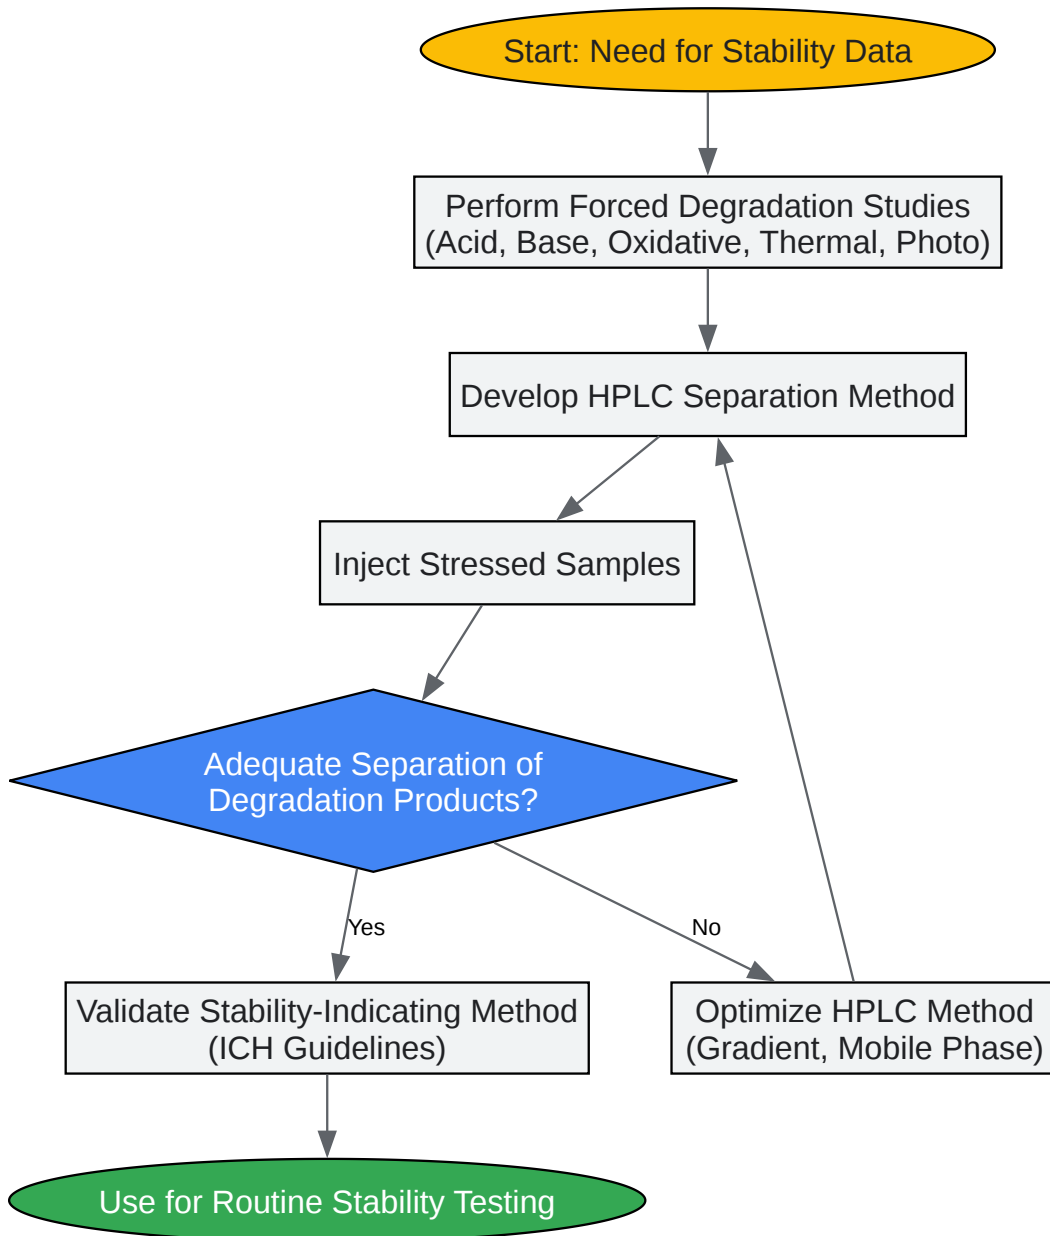 Start: Need for Stability Data
Perform Forced Degradation Studies
(Acid, Base, Oxidative, Thermal, Photo)
Develop HPLC Separation Method
Inject Stressed Samples
Adequate Separation of
Degradation Products?
Yes
No
Validate Stability-Indicating Method
(ICH Guidelines)
Optimize HPLC Method
(Gradient, Mobile Phase)
Use for Routine Stability Testing